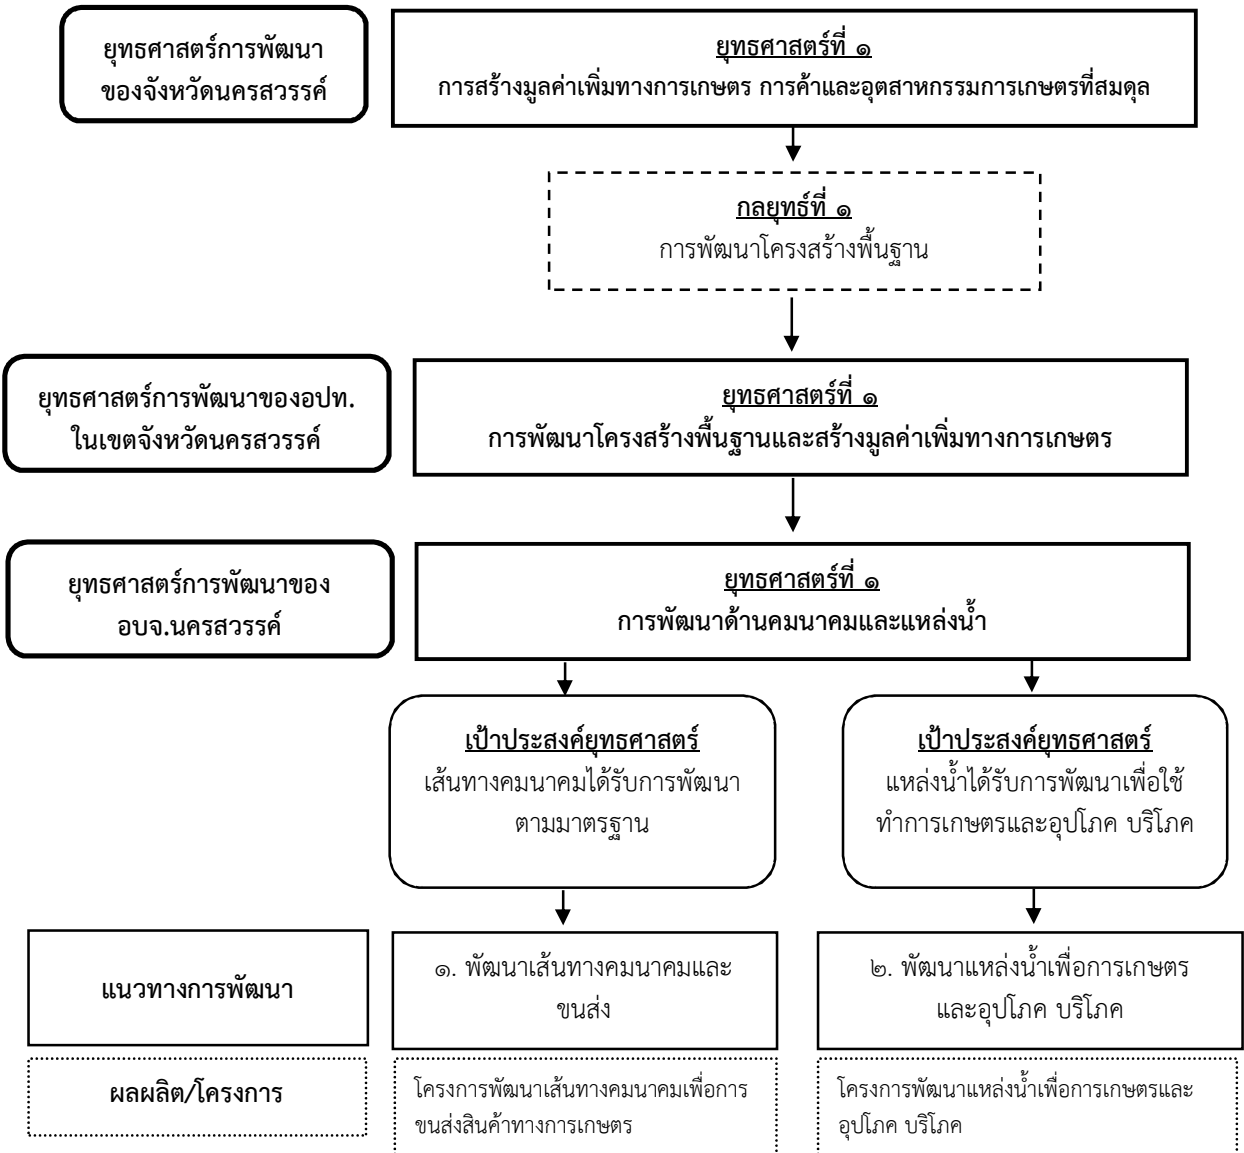 ยุทธศาสตร์การพัฒนา
ของจังหวัดนครสวรรค์
ยุทธศาสตร์ที่ ๑
การสร้างมูลค่าเพิ่มทางการเกษตร การค้าและอุตสาหกรรมการเกษตรที่สมดุล
กลยุทธ์ที่ ๑
การพัฒนาโครงสร้างพื้นฐาน
ยุทธศาสตร์การพัฒนาของอปท.
ในเขตจังหวัดนครสวรรค์
ยุทธศาสตร์ที่ ๑
การพัฒนาโครงสร้างพื้นฐานและสร้างมูลค่าเพิ่มทางการเกษตร
ยุทธศาสตร์การพัฒนาของ
อบจ.นครสวรรค์
ยุทธศาสตร์ที่ ๑
การพัฒนาด้านคมนาคมและแหล่งน้ำ
เป้าประสงค์ยุทธศาสตร์
เส้นทางคมนาคมได้รับการพัฒนา
ตามมาตรฐาน
เป้าประสงค์ยุทธศาสตร์
แหล่งน้ำได้รับการพัฒนาเพื่อใช้
ทำการเกษตรและอุปโภค บริโภค
แนวทางการพัฒนา
๑. พัฒนาเส้นทางคมนาคมและ
ขนส่ง
๒. พัฒนาแหล่งน้ำเพื่อการเกษตร
และอุปโภค บริโภค
ผลผลิต/โครงการ
โครงการพัฒนาเส้นทางคมนาคมเพื่อการ
ขนส่งสินค้าทางการเกษตร
โครงการพัฒนาแหล่งน้ำเพื่อการเกษตรและ
อุปโภค บริโภค